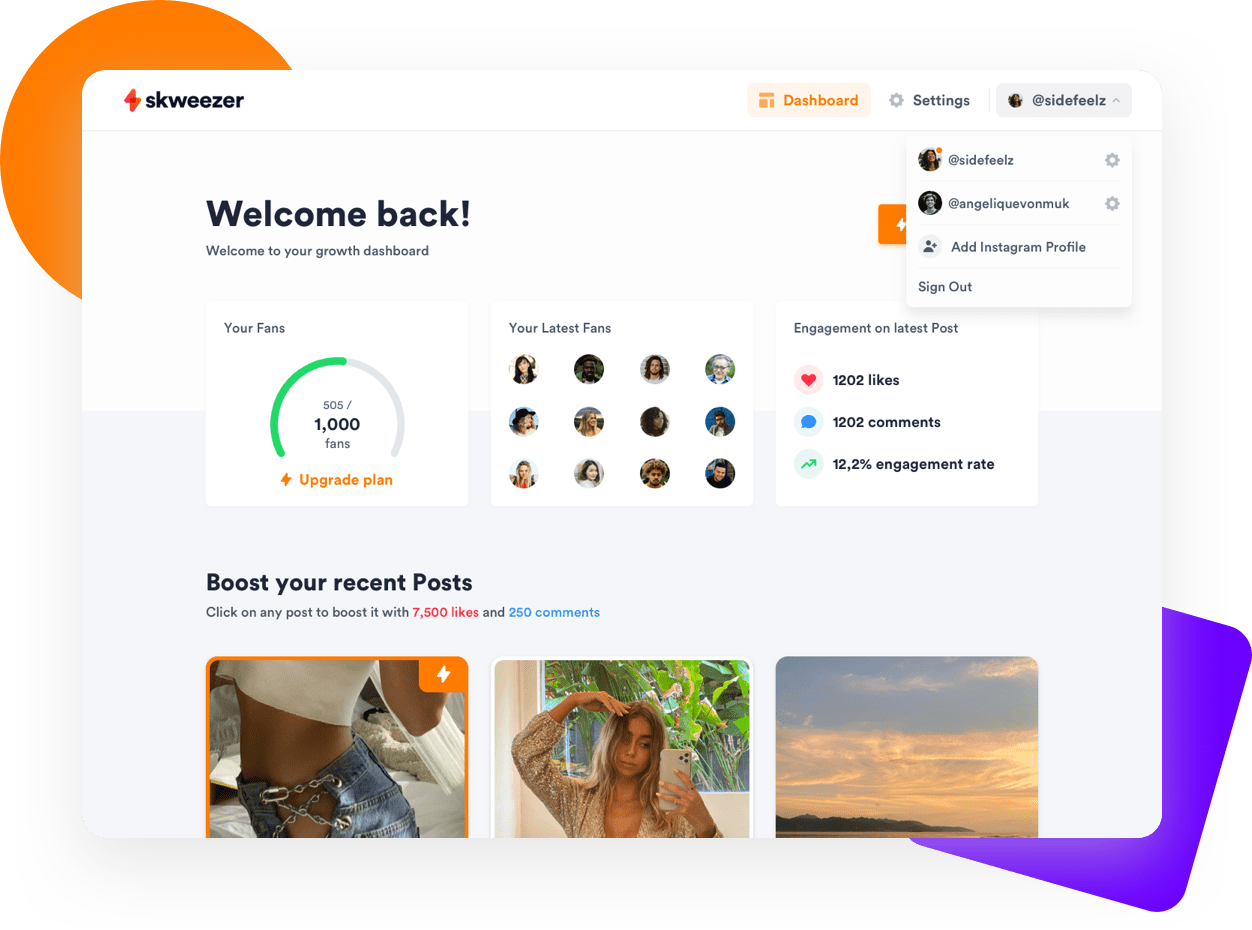 skweezer
Dashboard
Settings
@sidefeelz
@sidefeelz
@angeliquevonmuk
Add Instagram Profile
Sign Out
Welcome back!
Welcome to your growth dashboard
Your Fans
505 /
1,000
fans
Upgrade plan
Your Latest Fans
Engagement on latest Post
1202 likes
1202 comments
12,2% engagement rate
Boost your recent Posts
Click on any post to boost it with 7,500 likes and 250 comments